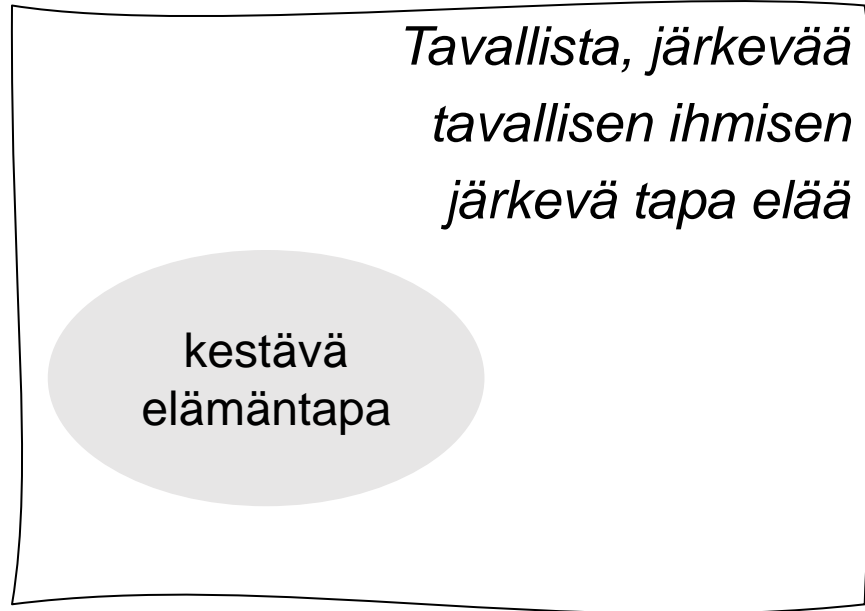 Tavallista, järkevää
tavallisen ihmisen
järkevä tapa elää
kestävä
elämäntapa